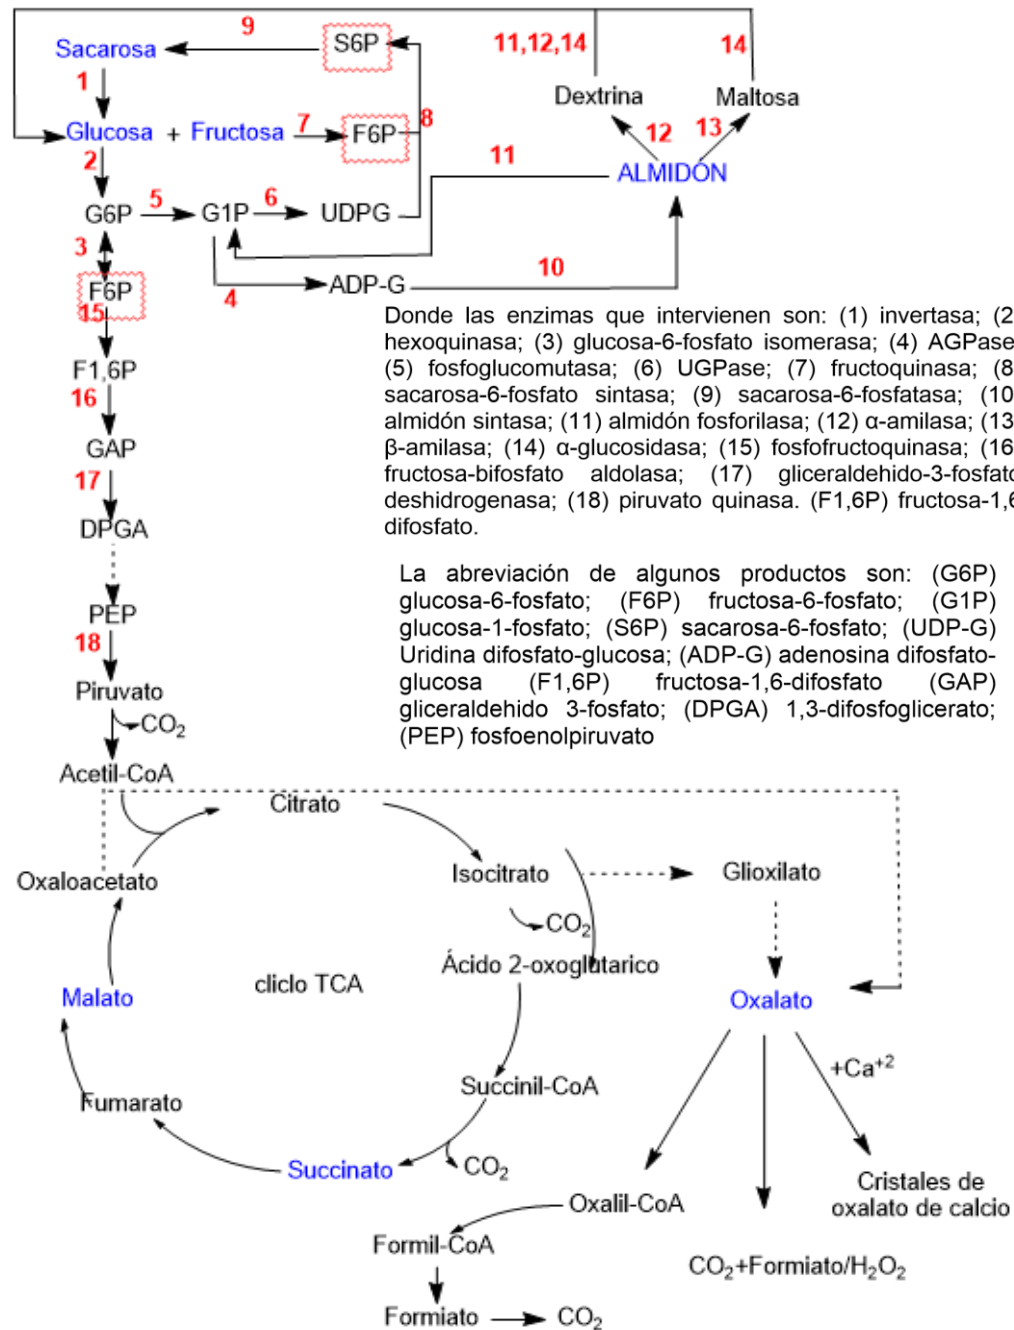 9
11,12,14
14
S6P
Sacarosa
1
Dextrina
Maltosa
Glucosa + Fructosa
7
F6P
8
12
13
2
11
ALMIDÓN
G6P
5
G1P
6
UDPG
3
F6P
15
4
ADP-G
10
F1,6P
16
GAP
17
DPGA
PEP
18
Piruvato
CO2
Acetil-CoA
Donde las enzimas que intervienen son: (1) invertasa; (2
hexoquinasa; (3) glucosa-6-fosfato isomerasa; (4) AGPase
(5) fosfoglucomutasa; (6) UGPase; (7) fructoquinasa; (8
sacarosa-6-fosfato sintasa; (9) sacarosa-6-fosfatasa; (10
almidón sintasa; (11) almidón fosforilasa; (12) α-amilasa; (13
β-amilasa; (14) α-glucosidasa; (15) fosfofructoquinasa; (16
fructosa-bifosfato aldolasa; (17) gliceraldehido-3-fosfato
deshidrogenasa; (18) piruvato quinasa. (F1,6P) fructosa-1,6
difosfato.
La abreviación de algunos productos son: (G6P)
glucosa-6-fosfato; (F6P) fructosa-6-fosfato; (G1P)
glucosa-1-fosfato; (S6P) sacarosa-6-fosfato; (UDP-G)
Uridina difosfato-glucosa; (ADP-G) adenosina difosfato-
glucosa (F1,6P) fructosa-1,6-difosfato (GAP)
gliceraldehido 3-fosfato; (DPGA) 1,3-difosfoglicerato;
(PEP) fosfoenolpiruvato
Citrato
Oxaloacetato
Isocitrato
Glioxilato
CO2
Ácido 2-oxoglutarico
cliclo TCA
Malato
Oxalato
+Ca+2
Succinil-CoA
Fumarato
Succinato
CO2
Cristales de
oxalato de calcio
Oxalil-CoA
Formil-CoA
CO2+Formiato/H2O2
Formiato
CO2